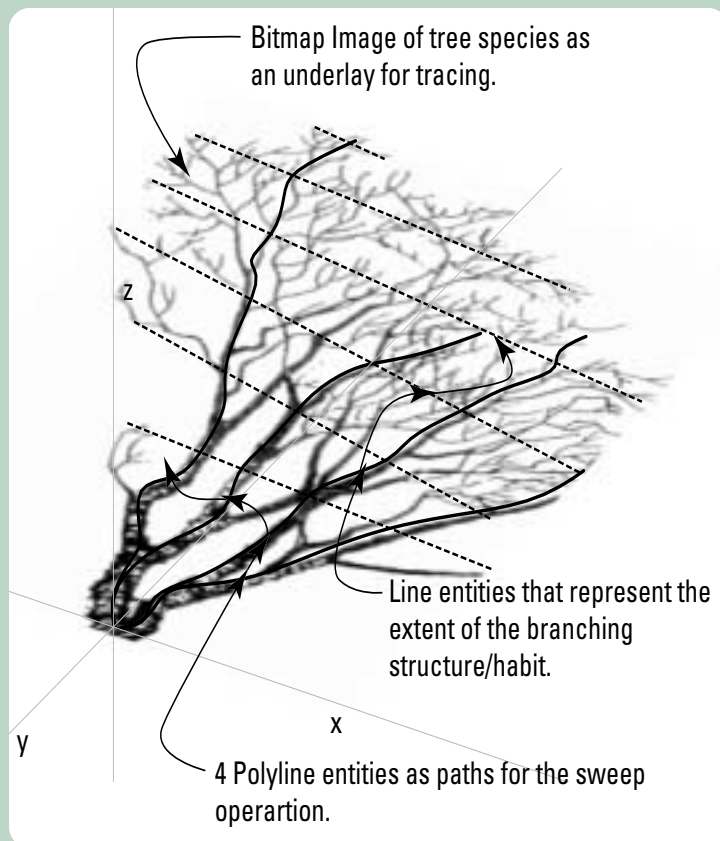 Bitmap Image of tree species as
an underlay for tracing.
z
Line entities that represent the
extent of the branching
structure/habit.
x
y
4 Polyline entities as paths for the sweep
operartion.